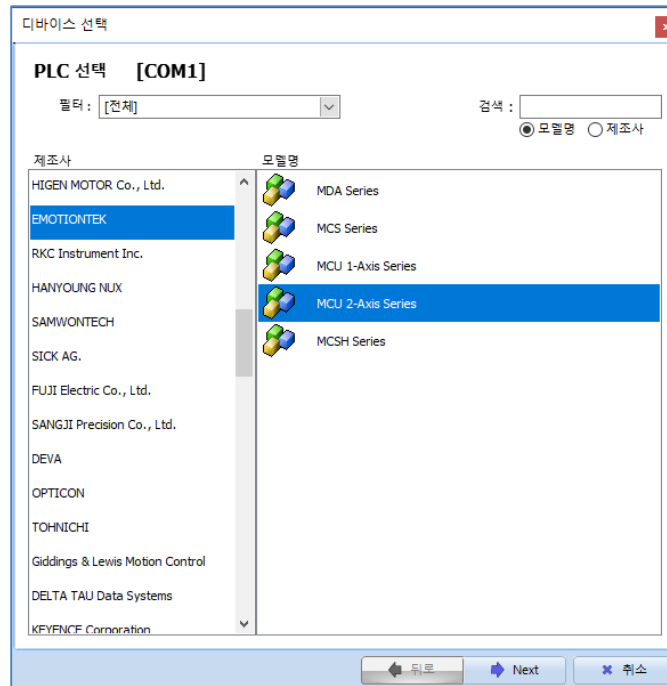 디바이스 선택
PLC 선택 [COM1]
필터 : [전체]
검색 :
모델명 제조사
제조사
모델명
HIGEN MOTOR Co., Ltd.
EMOTIONTEK
RKC Instrument Inc.
HANYOUNG NUX
SAMWONTECH
SICK AG.
FUJI Electric Co., Ltd.
SANGJI Precision Co., Ltd.
DEVA
OPTICON
TOHNICHI
Giddings & Lewis Motion Control
DELTA TAU Data Systems
KEYENCE Corporation
MDA Series
MCS Series
MCU 1-Axis Series
MCU 2-Axis Series
MCSH Series
뒤로 Next 취소